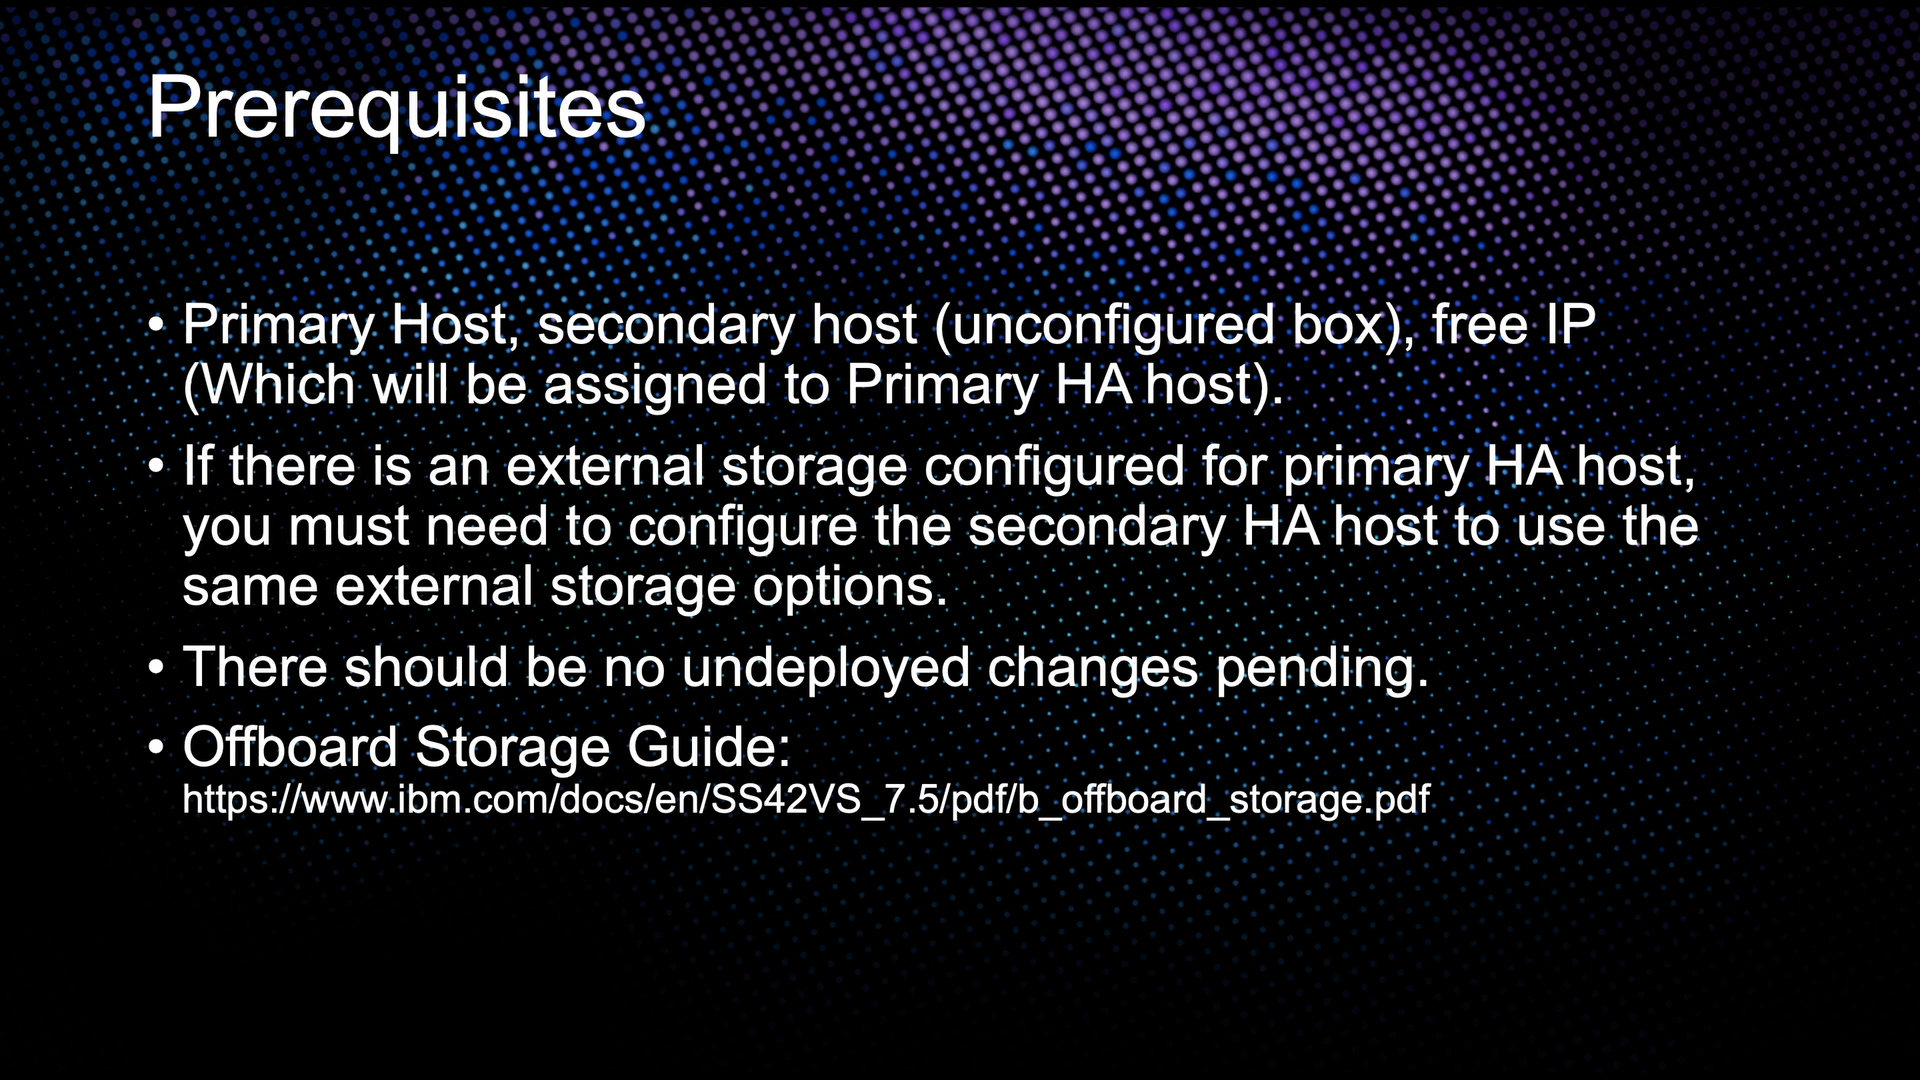 Prerequisites
• Primary Host, secondary host (unconfigured box), free IP
(Which will be assigned to Primary HA host).
• If there is an external storage configured for primary HA host,
you must need to configure the secondary HA host to use the
same external storage options.
• There should be no undeployed changes pending.
• Offboard Storage Guide:
https://www.ibm.com/docs/en/SS42VS_7.5/pdf/b_offboard_storage.pdf